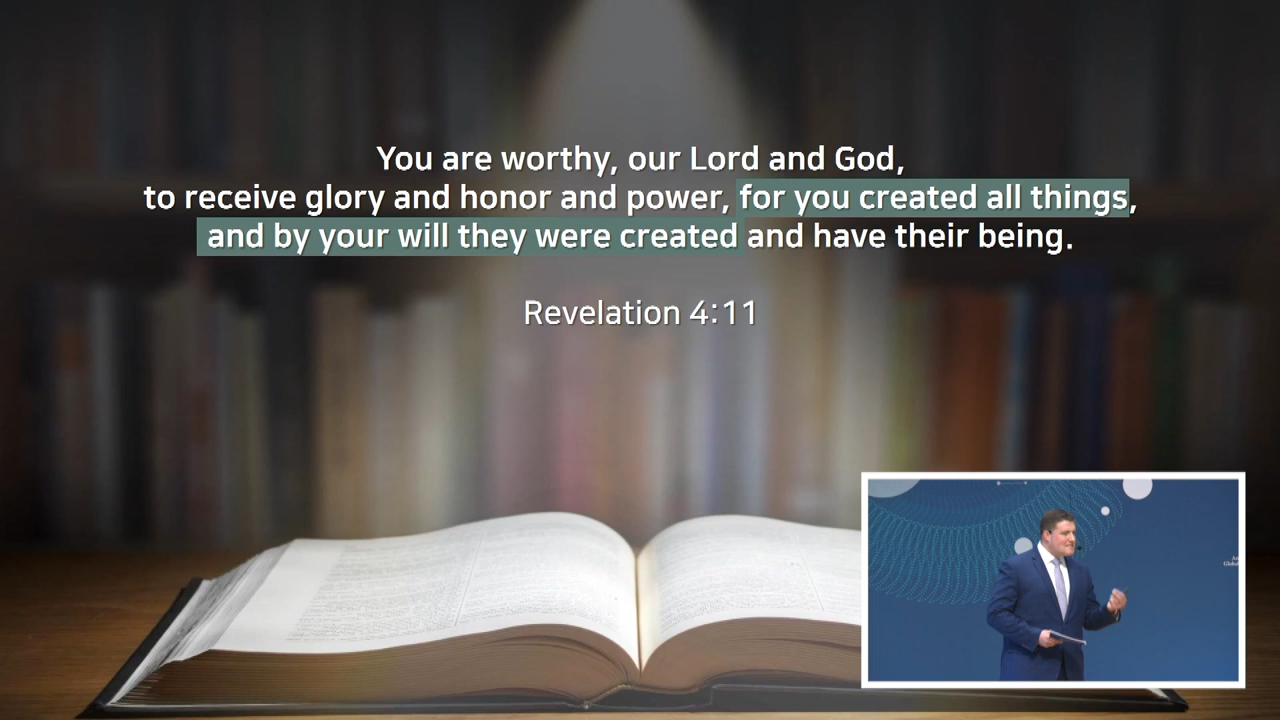 You are worthy, our Lord and God,
to receive glory and honor and power, for you created all things,
and by your will they were created and have their being.
Revelation 4:11